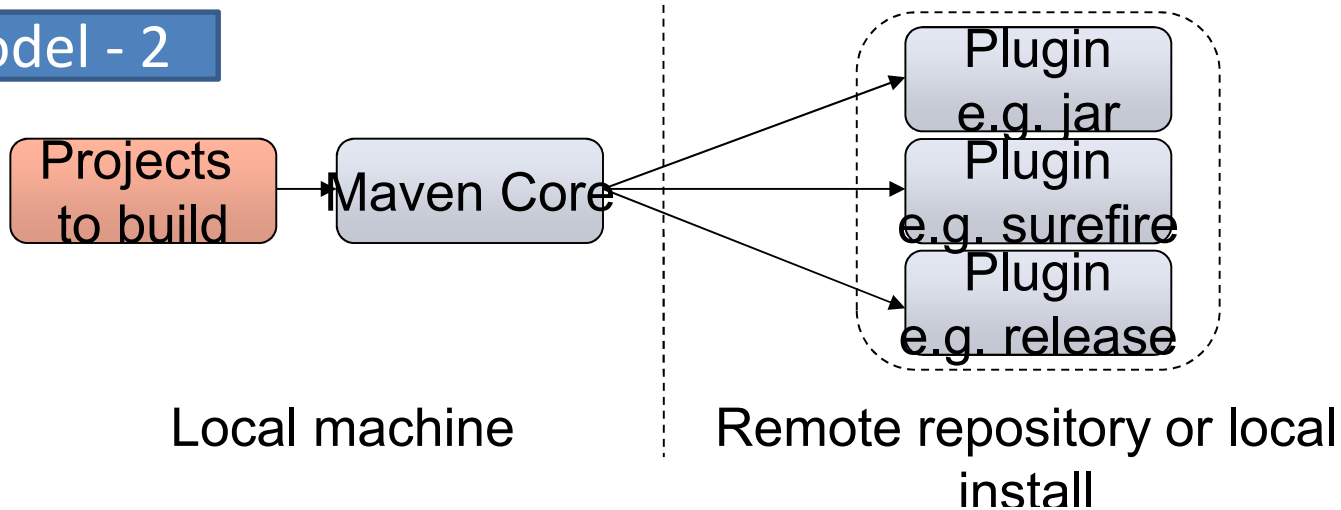 odel - 2
Projects
to build
Maven Core
Plugin
e.g. jar
Plugin
e.g. surefire
Plugin
e.g. release
Local machine
Remote repository or local
install